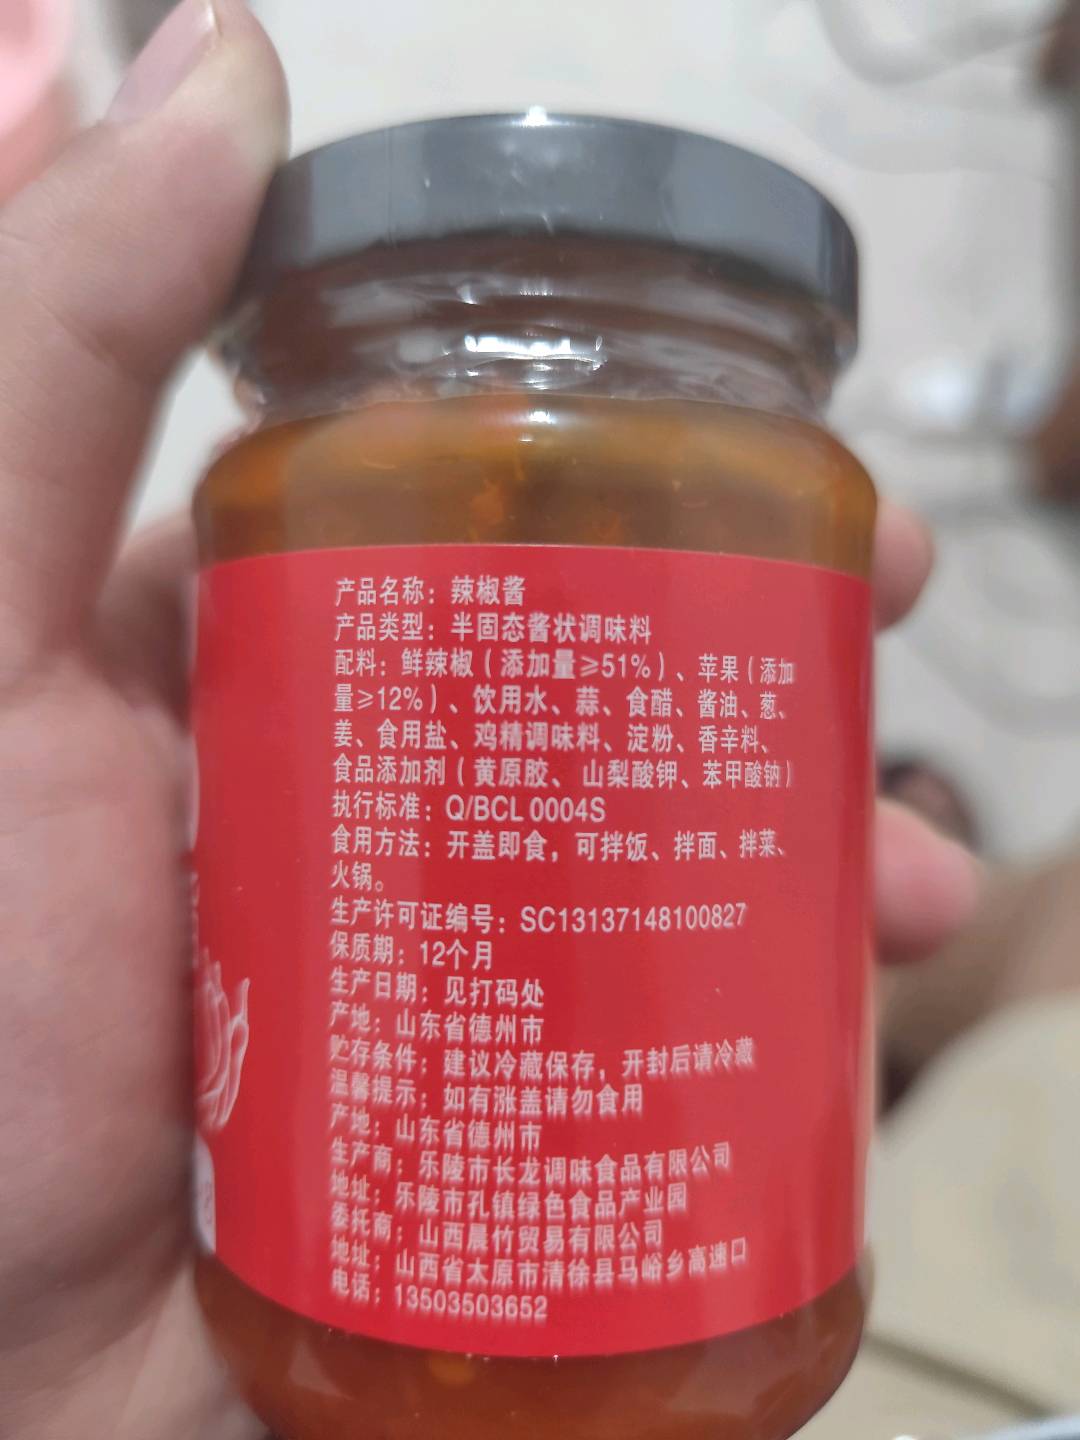 产品名称：辣椒酱
产品类型：半固态酱状调味料
配料：鲜辣椒（添加量≥51%）、苹果（添加
量≥12%）、饮用水、蒜、食醋、酱油、葱、
姜、食用盐、鸡精调味料、淀粉、香辛料、
食品添加剂（黄原胶、山梨酸钾、苯甲酸钠）
执行标准：Q/BCL 0004S
食用方法：开盖即食，可拌饭、拌面、拌菜、
火锅。
生产许可证编号：SC13137148100827
保质期：12个月
生产日期：见打码处
产地：山东省德州市
贮存条件：建议冷藏保存，开封后请冷藏
温馨提示：如有涨盖请勿食用
产地：山东省德州市
生产商：乐陵市长龙调味食品有限公司
地址：乐陵市孔镇绿色食品产业园
委托商：山西晨竹贸易有限公司
地址：山西省太原市清徐县马峪乡高速口
电话：13503503652